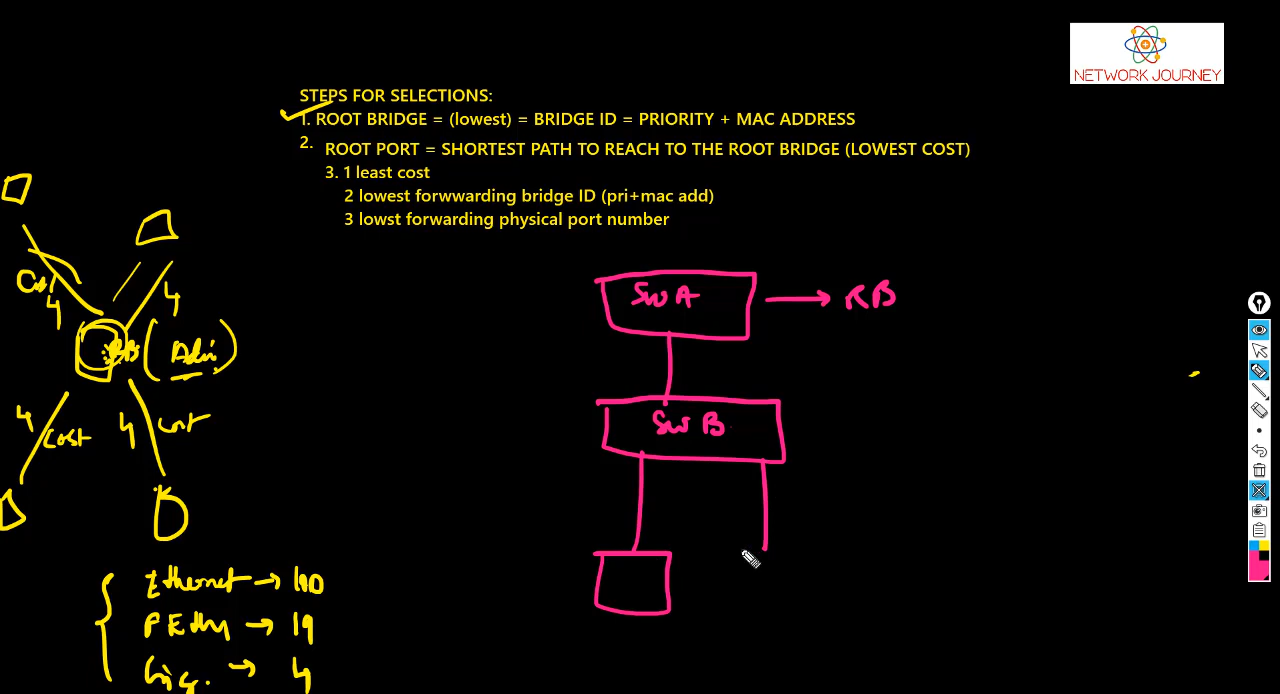 NETWORK JOURNEY
STEPS FOR SELECTIONS:
1. ROOT BRIDGE = (lowest) = BRIDGE ID = PRIORITY + MAC ADDRESS
2. ROOT PORT = SHORTEST PATH TO REACH TO THE ROOT BRIDGE (LOWEST COST)
3. 1 least cost
2 lowest forwwarding bridge ID (pri+mac add)
3 lowst forwarding physical port number
SW A → RB
4
4
RB
SW B
4 cost
4 cost
Ethernet → 100
F Eth → 19
Gig. → 4